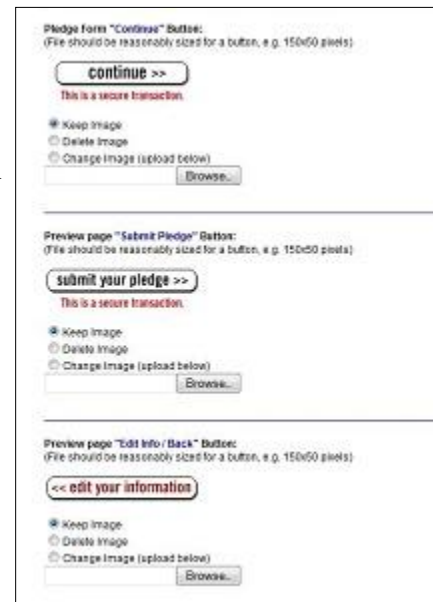 Pledge Form "Continue" Button:
(File should be reasonably sized for a button, e.g. 150x50 pixels)
continue >>
This is a secure transaction.
Keep Image
Delete Image
Change Image (upload below)
Browse..
Preview page "Submit Pledge" Button:
(File should be reasonably sized for a button, e.g. 150x50 pixels)
submit your pledge >>
This is a secure transaction.
Keep Image
Delete Image
Change Image (upload below)
Browse..
Preview page "Edit Info / Back" Button:
(File should be reasonably sized for a button, e.g. 150x50 pixels)
<< edit your information
Keep Image
Delete Image
Change Image (upload below)
Browse..